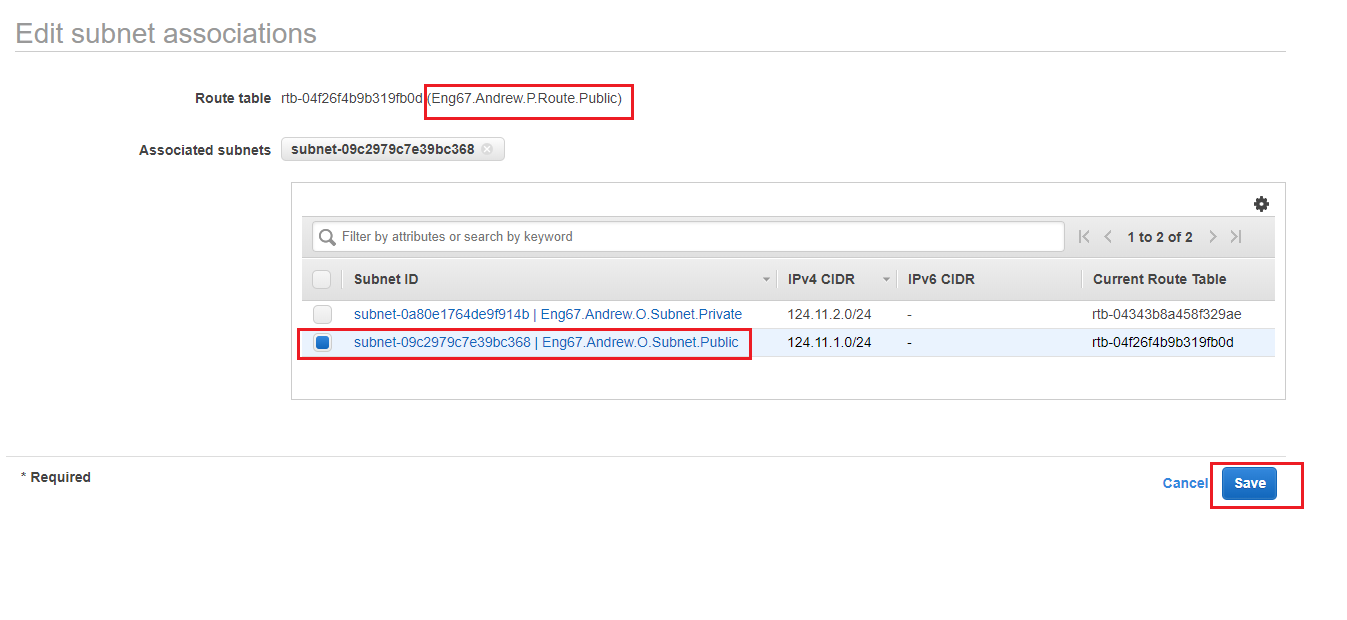 Edit subnet associations
Route table rtb-04f26f4b9b319fb0d (Eng67.Andrew.P.Route.Public)
Associated subnets subnet-09c2979c7e39bc368
Filter by attributes or search by keyword 1 to 2 of 2
Subnet ID IPv4 CIDR IPv6 CIDR Current Route Table
subnet-0a80e1764de9f914b | Eng67.Andrew.O.Subnet.Private 124.11.2.0/24 - rtb-04343b8a458f329ae
subnet-09c2979c7e39bc368 | Eng67.Andrew.O.Subnet.Public 124.11.1.0/24 - rtb-04f26f4b9b319fb0d
* Required Cancel Save